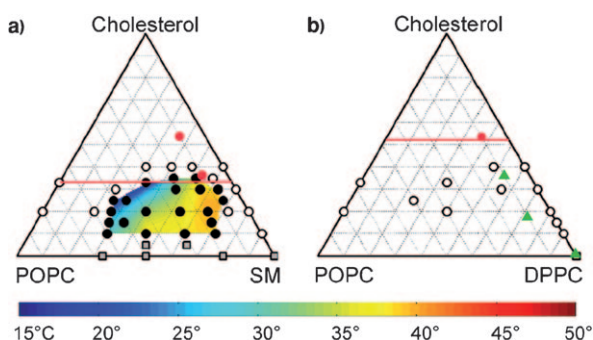 a) Cholesterol
b) Cholesterol
POPC SM
POPC DPPC
15°C 20° 25° 30° 35° 40° 45° 50°